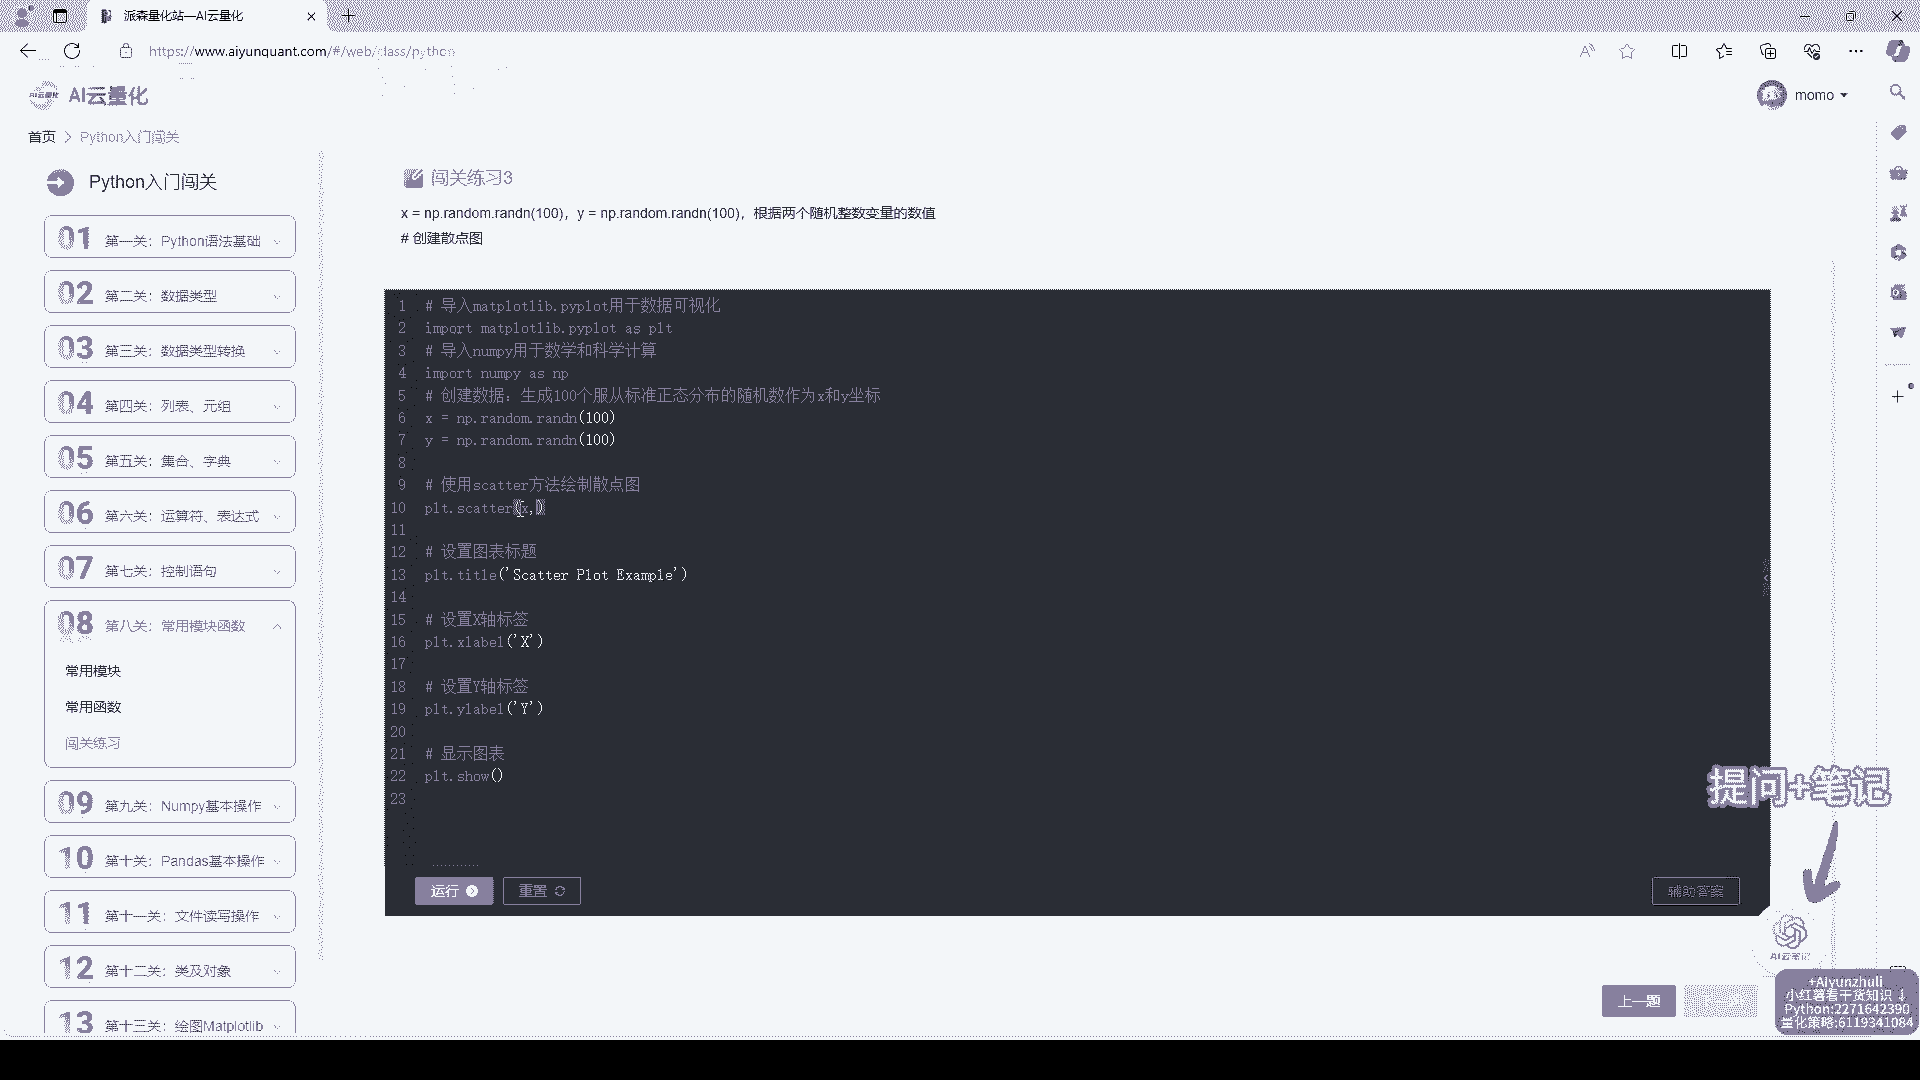 派森量化站—AI云量化
https://www.aiyunquant.com/#/web/class/python
AI云量化
AI云量化
momo
首页 > Python入门闯关
Python入门闯关
01 第一关：Python语法基础
02 第二关：数据类型
03 第三关：数据类型转换
04 第四关：列表、元组
05 第五关：集合、字典
06 第六关：运算符、表达式
07 第七关：控制语句
08 第八关：常用模块函数
常用模块
常用函数
闯关练习
09 第九关：Numpy基本操作
10 第十关：Pandas基本操作
11 第十一关：文件读写操作
12 第十二关：类及对象
13 第十三关：绘图Matplotlib
闯关练习3
x = np.random.randn(100)，y = np.random.randn(100)，根据两个随机整数变量的数值
# 创建散点图
1 # 导入matplotlib.pyplot用于数据可视化
2 import matplotlib.pyplot as plt
3 # 导入numpy用于数学和科学计算
4 import numpy as np
5 # 创建数据：生成100个服从标准正态分布的随机数作为x和y坐标
6 x = np.random.randn(100)
7 y = np.random.randn(100)
8
9 # 使用scatter方法绘制散点图
10 plt.scatter(x,)
11
12 # 设置图表标题
13 plt.title('Scatter Plot Example')
14
15 # 设置X轴标签
16 plt.xlabel('X')
17
18 # 设置Y轴标签
19 plt.ylabel('Y')
20
21 # 显示图表
22 plt.show()
23
运行
重置
辅助答案
提问+笔记
AI云笔记
上一题
+Aiyunzhuli
小红薯看干货知识↓
Python:2271642390
量化策略:6119341084